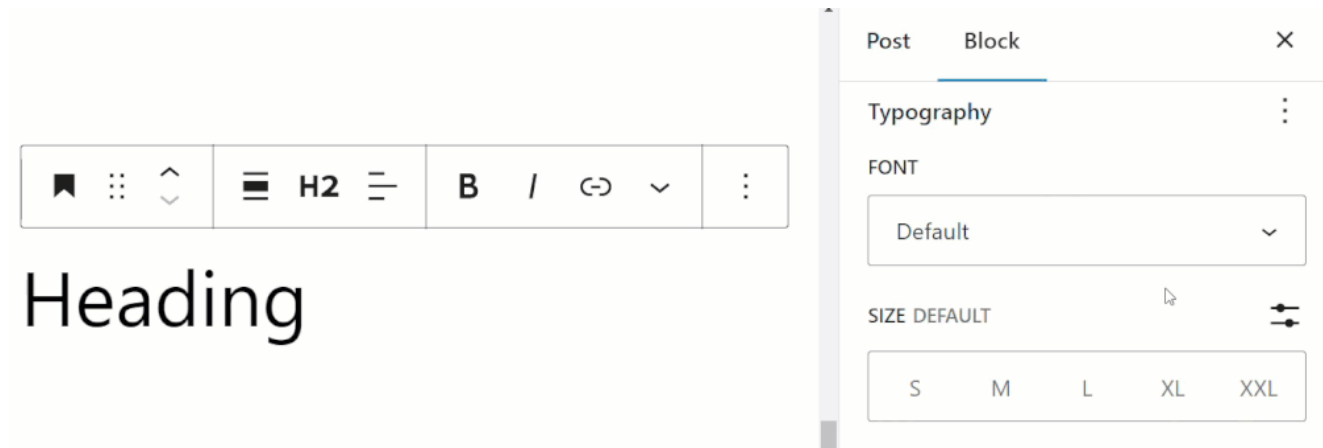 Post Block
Typography
FONT
H2 B I
Default
Heading
SIZE DEFAULT
S M L XL XXL